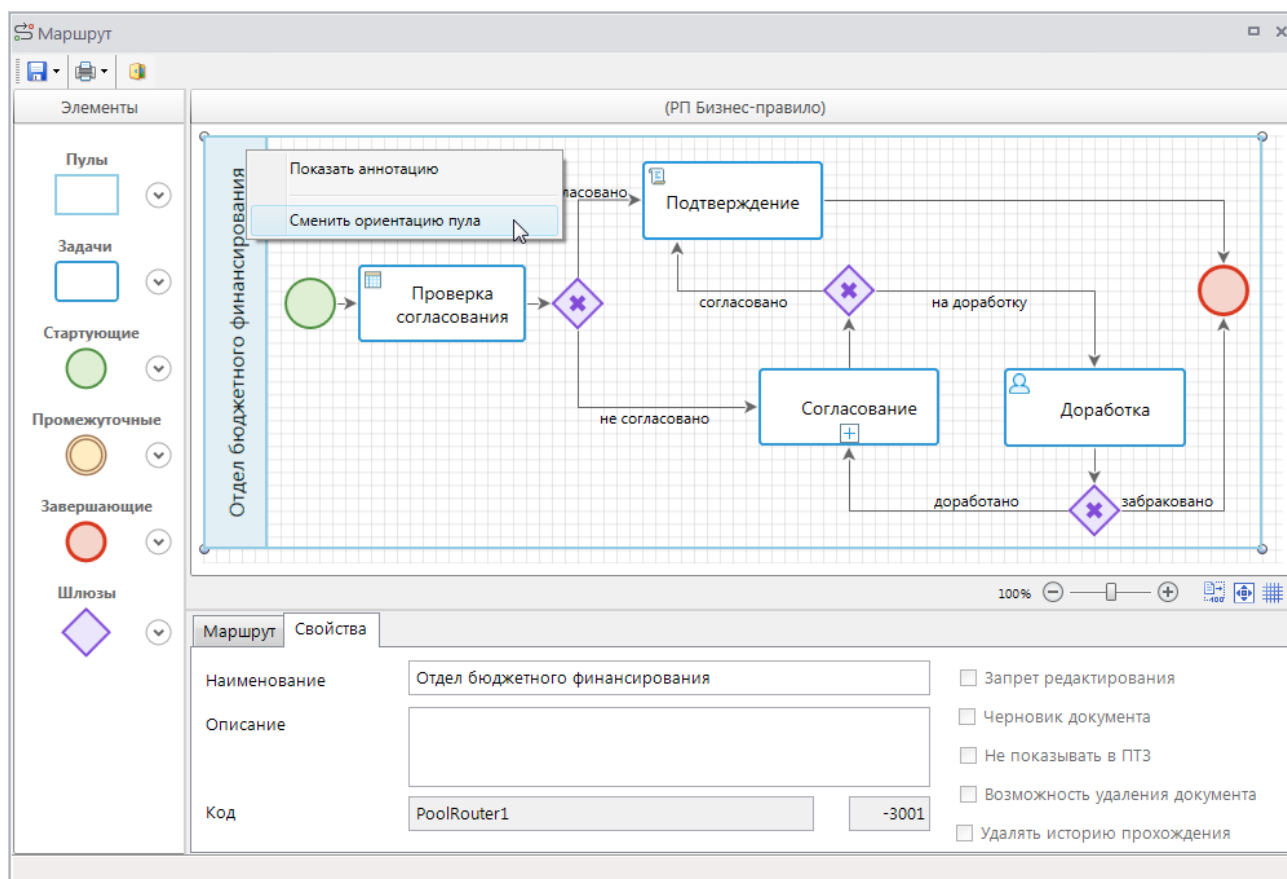 Маршрут
Элементы
(РП Бизнес-правило)
Пулы
Задачи
Стартующие
Промежуточные
Завершающие
Шлюзы
Отдел бюджетного финансирования
Показать аннотацию
Сменить ориентацию пула
ласовано
Подтверждение
Проверка
согласования
согласовано
на доработку
не согласовано
Согласование
Доработка
доработано
забраковано
100%
100
Маршрут
Свойства
Наименование
Отдел бюджетного финансирования
Описание
Код
PoolRouter1
-3001
Запрет редактирования
Черновик документа
Не показывать в ПТЗ
Возможность удаления документа
Удалять историю прохождения